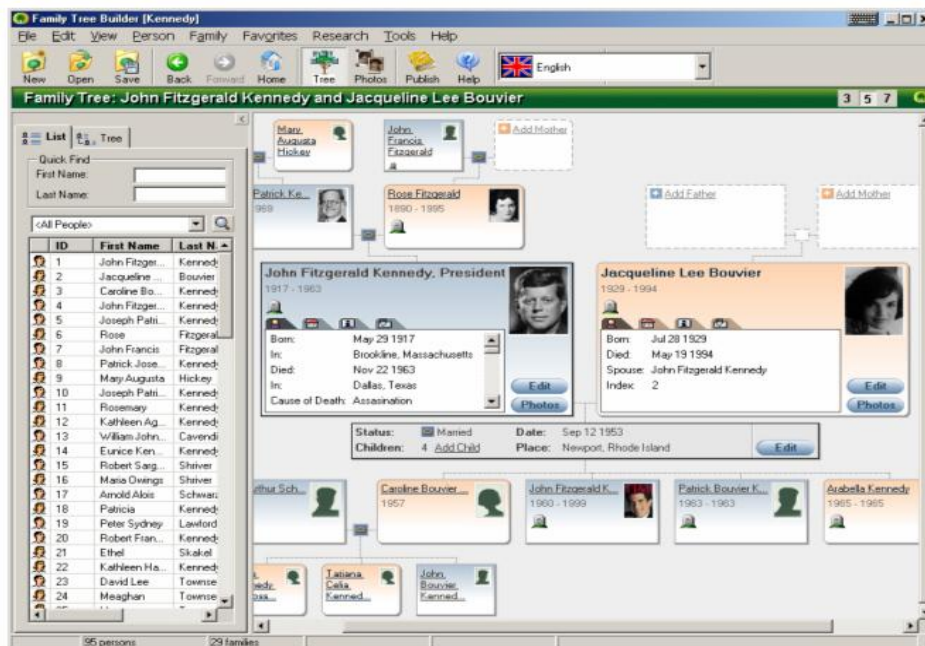 Family Tree Builder [Kennedy]
File Edit View Person Family Favorites Research Tools Help
New Open Save Back Forward Home Tree Photos Publish Help English
Family Tree: John Fitzgerald Kennedy and Jacqueline Lee Bouvier 3 5 7
List Tree
Quick Find
First Name:
Last Name:
<All People>
ID First Name Last N
1 John Fitzger... Kenned
2 Jacqueline ... Bouvier
3 Caroline Bo... Kenned
4 John Fitzger... Kenned
5 Joseph Patri... Kenned
6 Rose Fitzgeral
7 John Francis Fitzgeral
8 Patrick Jose... Kenned
9 Mary Augusta Hickey
10 Joseph Patri... Kenned
11 Rosemary Kenned
12 Kathleen Ag... Kenned
13 William John... Cavendi
14 Eunice Ken... Kenned
15 Robert Sarg... Shriver
16 Maria Owings Shriver
17 Arnold Alois Schwarz
18 Patricia Kenned
19 Peter Sydney Lawford
20 Robert Fran... Kenned
21 Ethel Skakel
22 Kathleen Ha... Kenned
23 David Lee Townse
24 Meaghan Townse
95 persons 29 families
Mary
Augusta
Hickey
John
Francis
Fitzgerald
Add Mother
Patrick Ke...
1969
Rose Fitzgerald
1890 - 1995
Add Father
Add Mother
John Fitzgerald Kennedy, President
1917 - 1963
Born: May 29 1917
In: Brookline, Massachusetts
Died: Nov 22 1963
In: Dallas, Texas
Cause of Death: Assasination
Edit
Photos
Jacqueline Lee Bouvier
1929 - 1994
Born: Jul 28 1929
Died: May 19 1994
Spouse: John Fitzgerald Kennedy
Index: 2
Edit
Photos
Status: Married Date: Sep 12 1953
Children: 4 Add Child Place: Newport, Rhode Island
Edit
thur Sch...
Caroline Bouvier ...
1957
John Fitzgerald K...
1960 - 1999
Patrick Bouvier K...
1963 - 1963
Arabella Kennedy
Tatiana
Celia
Kenned...
John
Bouvier
Kenned...